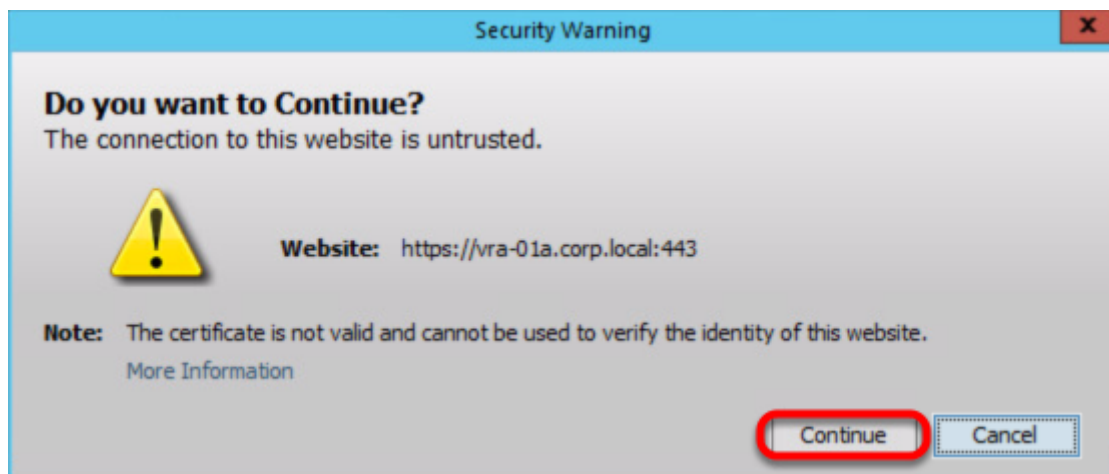 Security Warning
x
Do you want to Continue?
The connection to this website is untrusted.
Website: https://vra-01a.corp.local:443
Note: The certificate is not valid and cannot be used to verify the identity of this website.
More Information
Continue Cancel